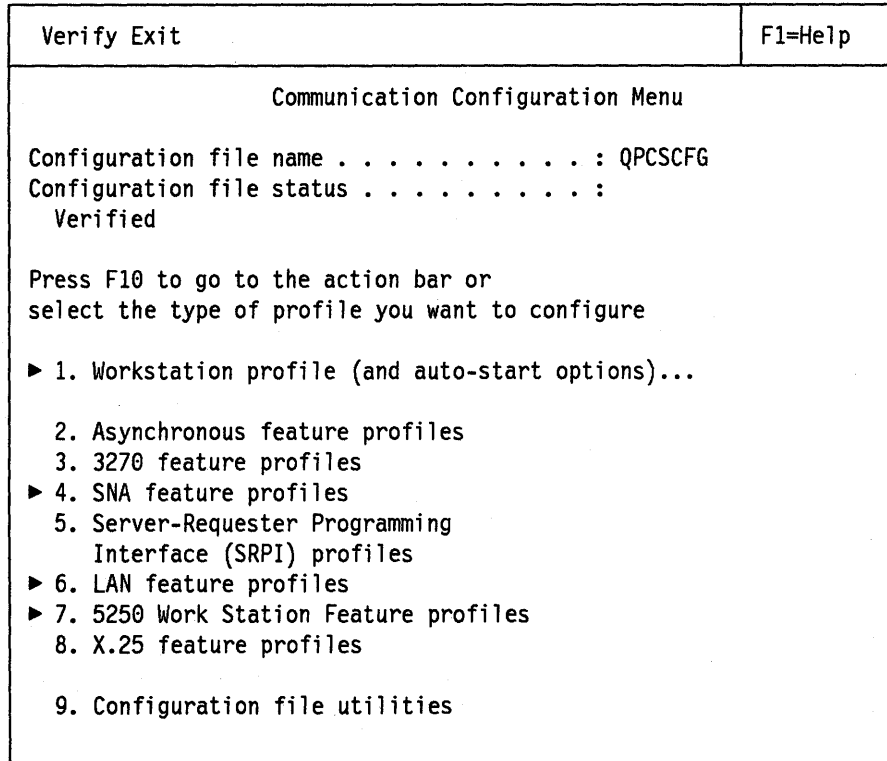 Verify Exit F1=Help
Communication Configuration Menu
Configuration file name . . . . . . . . . . : QPCSCFG
Configuration file status . . . . . . . . . :
Verified
Press F10 to go to the action bar or
select the type of profile you want to configure
▶ 1. Workstation profile (and auto-start options)...
2. Asynchronous feature profiles
3. 3270 feature profiles
▶ 4. SNA feature profiles
5. Server-Requester Programming
Interface (SRPI) profiles
▶ 6. LAN feature profiles
▶ 7. 5250 Work Station Feature profiles
8. X.25 feature profiles
9. Configuration file utilities